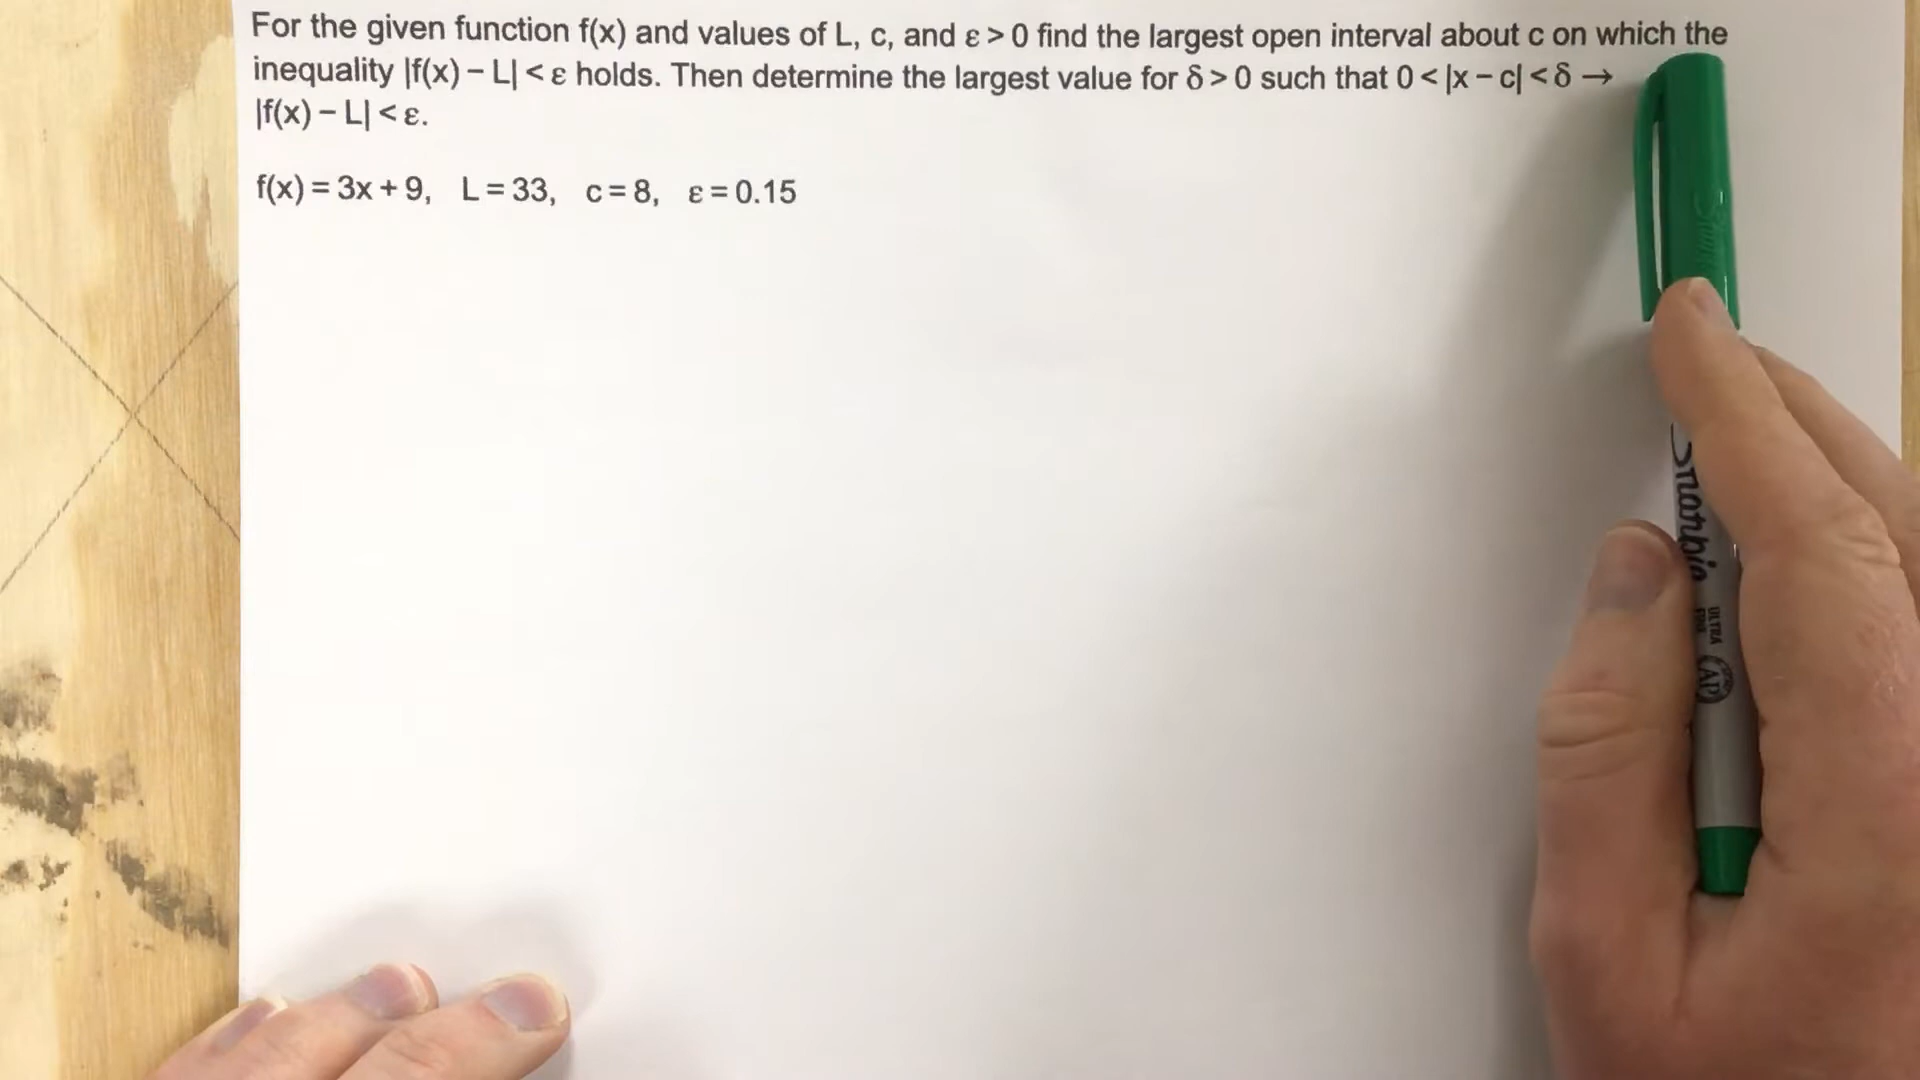 For the given function f(x) and values of L, c, and ε > 0 find the largest open interval about c on which the
inequality |f(x) – L| < ε holds. Then determine the largest value for δ > 0 such that 0 < |x – c| < δ →
|f(x) – L| < ε.
f(x) = 3x + 9, L = 33, c = 8, ε = 0.15
Sharpie
ULTRA
FINE
AP